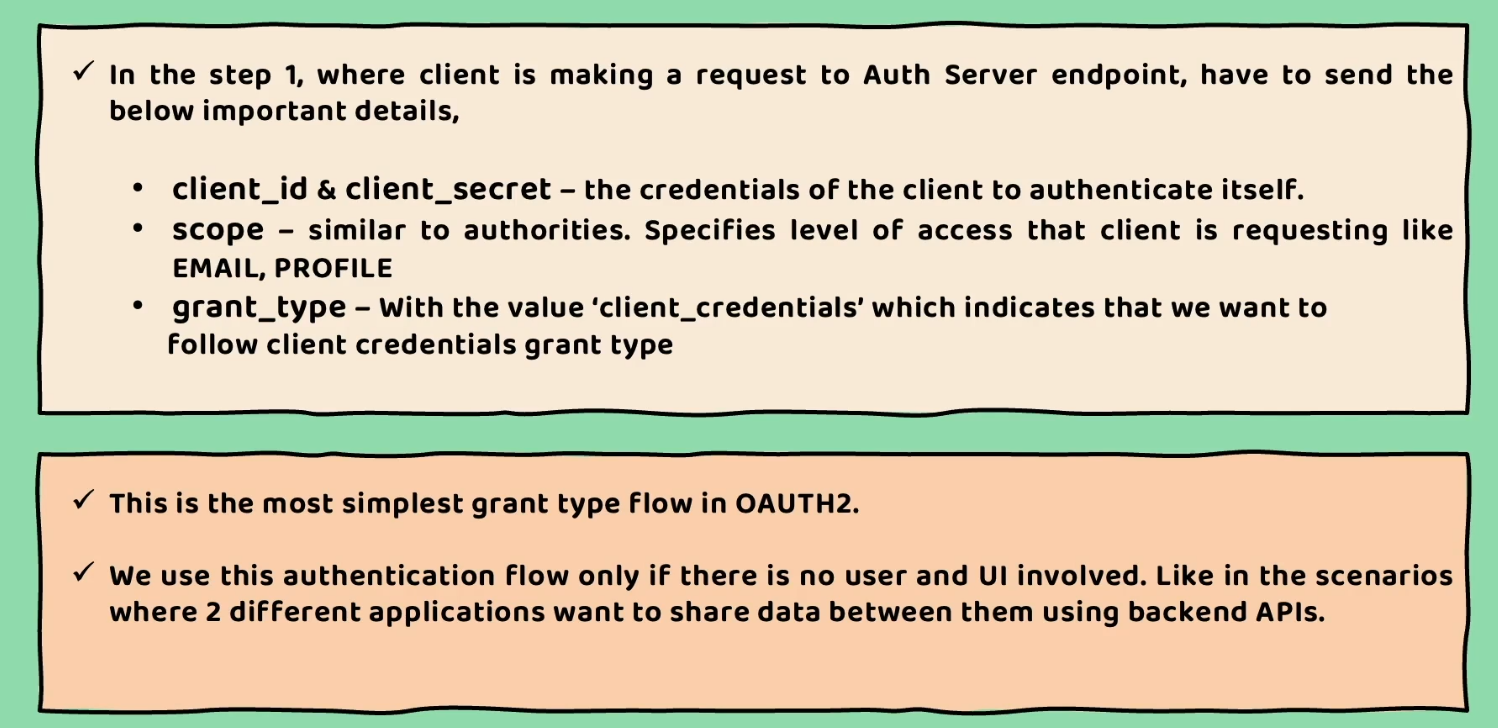 ✓ In the step 1, where client is making a request to Auth Server endpoint, have to send the
below important details,
• client_id & client_secret – the credentials of the client to authenticate itself.
• scope – similar to authorities. Specifies level of access that client is requesting like
EMAIL, PROFILE
• grant_type – With the value ‘client_credentials’ which indicates that we want to
follow client credentials grant type
✓ This is the most simplest grant type flow in OAUTH2.
✓ We use this authentication flow only if there is no user and UI involved. Like in the scenarios
where 2 different applications want to share data between them using backend APIs.